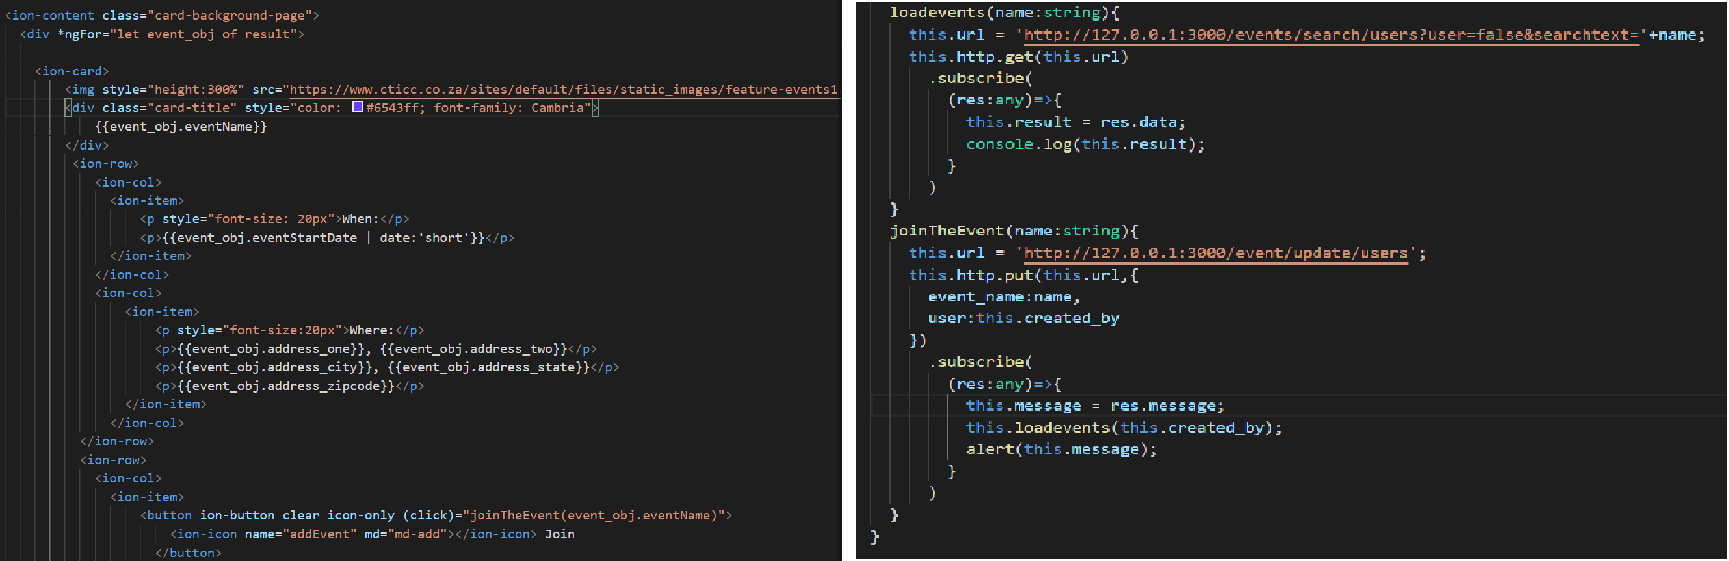 <ion-content class="card-background-page">
<div *ngFor="let event_obj of result">
<ion-card>
<img style="height:300%" src="https://www.cticc.co.za/sites/default/files/static_images/feature-events1
<div class="card-title" style="color: #6543ff; font-family: Cambria">
{{event_obj.eventName}}
</div>
<ion-row>
<ion-col>
<ion-item>
<p style="font-size: 20px">When:</p>
<p>{{event_obj.eventStartDate | date:'short'}}</p>
</ion-item>
</ion-col>
<ion-col>
<ion-item>
<p style="font-size:20px">Where:</p>
<p>{{event_obj.address_one}}, {{event_obj.address_two}}</p>
<p>{{event_obj.address_city}}, {{event_obj.address_state}}</p>
<p>{{event_obj.address_zipcode}}</p>
</ion-item>
</ion-col>
</ion-row>
<ion-row>
<ion-col>
<ion-item>
<button ion-button clear icon-only (click)="joinTheEvent(event_obj.eventName)">
<ion-icon name="addEvent" md="md-add"></ion-icon> Join
</button>
loadevents(name:string){
this.url = 'http://127.0.0.1:3000/events/search/users?user=false&searchtext='+name;
this.http.get(this.url)
.subscribe(
(res:any)=>{
this.result = res.data;
console.log(this.result);
}
)
}
joinTheEvent(name:string){
this.url = 'http://127.0.0.1:3000/event/update/users';
this.http.put(this.url,{
event_name:name,
user:this.created_by
})
.subscribe(
(res:any)=>{
this.message = res.message;
this.loadevents(this.created_by);
alert(this.message);
}
)
}
}